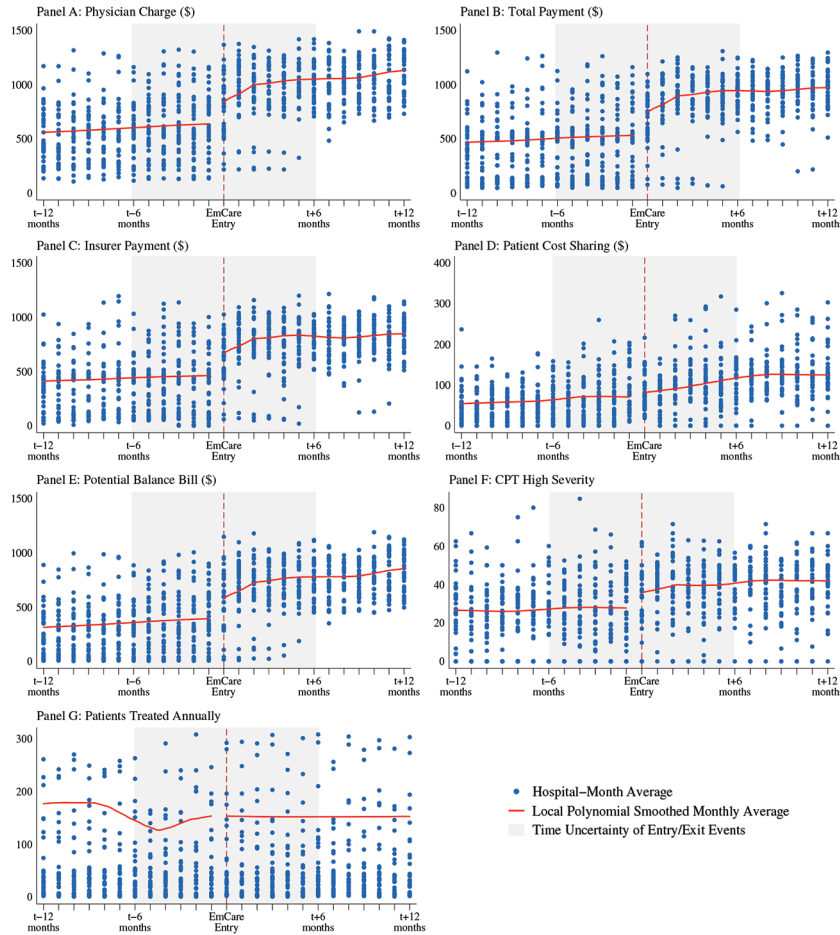 Panel A: Physician Charge ($)
1500
1000
500
0
t−12 months
t−6 months
EmCare Entry
t+6 months
t+12 months
Panel B: Total Payment ($)
1500
1000
500
0
t−12 months
t−6 months
EmCare Entry
t+6 months
t+12 month
Panel C: Insurer Payment ($)
1500
1000
500
0
t−12 months
t−6 months
EmCare Entry
t+6 months
t+12 months
Panel D: Patient Cost Sharing ($)
400
300
200
100
0
t−12 months
t−6 months
EmCare Entry
t+6 months
t+12 month
Panel E: Potential Balance Bill ($)
1500
1000
500
0
t−12 months
t−6 months
EmCare Entry
t+6 months
t+12 months
Panel F: CPT High Severity
80
60
40
20
0
t−12 months
t−6 months
EmCare Entry
t+6 months
t+12 month
Panel G: Patients Treated Annually
300
200
100
0
t−12 months
t−6 months
EmCare Entry
t+6 months
t+12 months
Hospital−Month Average
Local Polynomial Smoothed Monthly Average
Time Uncertainty of Entry/Exit Events